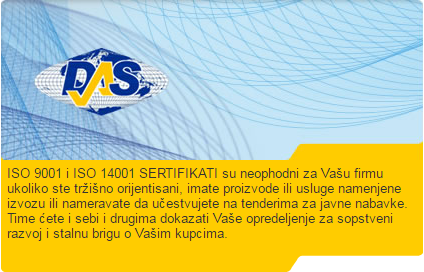 DAS
ISO 9001 i ISO 14001 SERTIFIKATI su neophodni za Vašu firmu
ukoliko ste tržišno orijentisani, imate proizvode ili usluge namenjene
izvozu ili nameravate da učestvujete na tenderima za javne nabavke.
Time ćete i sebi i drugima dokazati Vaše opredeljenje za sopstveni
razvoj i stalnu brigu o Vašim kupcima.